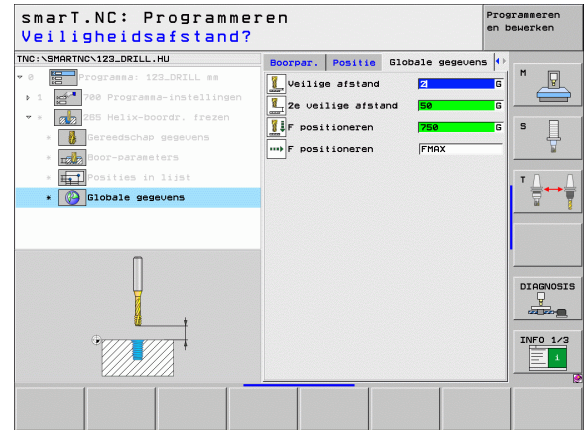 smarT.NC: Programmeren
Veiligheidsafstand?
Programmeren
en bewerken
TNC:\SMARTNC\123_DRILL.HU
0 Programma: 123_DRILL mm
1 700 Programma-instellingen
* 265 Helix-boordr. frezen
* Gereedschap gegevens
* Boor-parameters
* Posities in lijst
* Globale gegevens
Boorpar. Positie Globale gegevens
Veilige afstand 2 G
2e veilige afstand 50 G
F positioneren 750 G
F positioneren FMAX
M
S
T
DIAGNOSIS
INFO 1/3